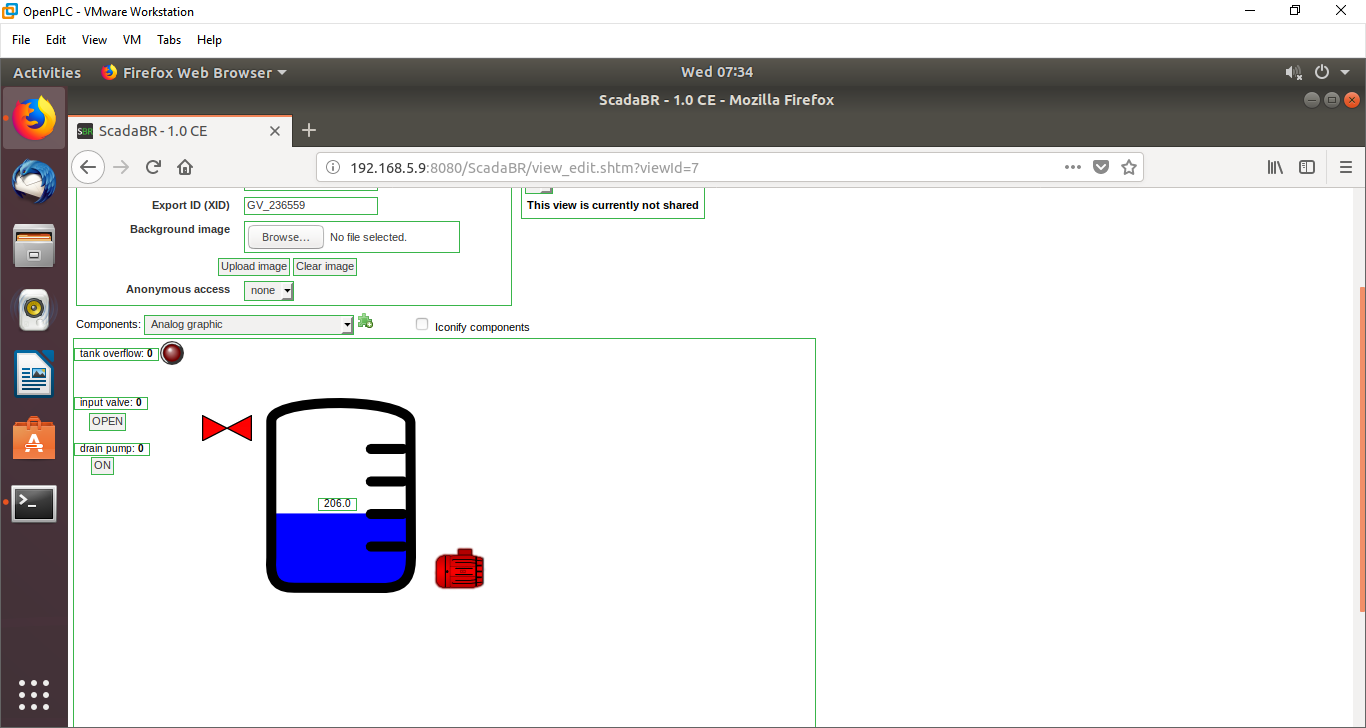 OpenPLC - VMware Workstation
File Edit View VM Tabs Help
Activities Firefox Web Browser Wed 07:34
ScadaBR - 1.0 CE - Mozilla Firefox
SBR ScadaBR - 1.0 CE
192.168.5.9:8080/ScadaBR/view_edit.shtm?viewId=7
Export ID (XID) GV_236559 This view is currently not shared
Background image Browse... No file selected.
Upload image Clear image
Anonymous access none
Components: Analog graphic Iconify components
tank overflow: 0
input valve: 0
OPEN
drain pump: 0
ON
206.0